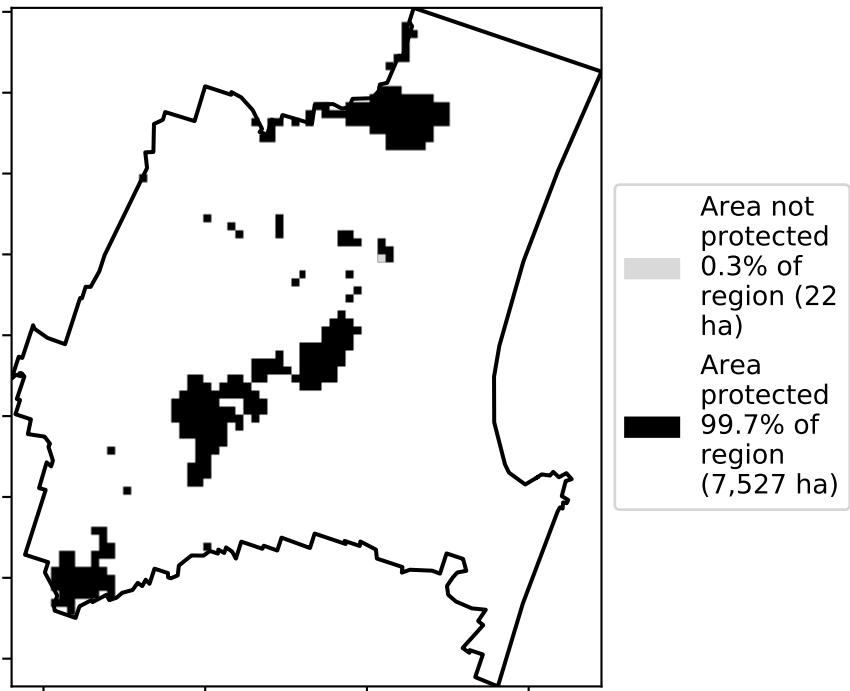 Area not
protected
0.3% of
region (22
ha)
Area
protected
99.7% of
region
(7,527 ha)